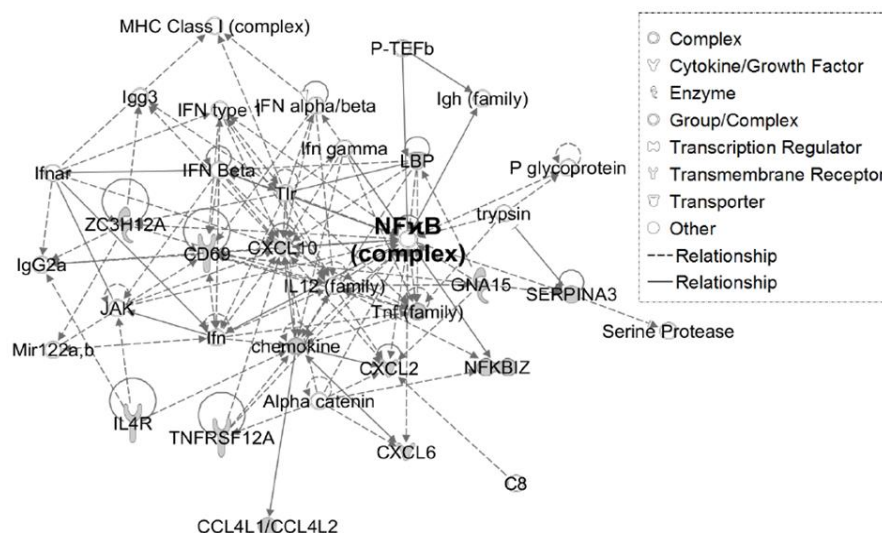 MHC Class I (complex)
P-TEFb
Igg3
IFN type 1
IFN alpha/beta
Igh (family)
Ifn gamma
Ifnar
IFN Beta
LBP
P glycoprotein
Tlr
ZC3H12A
trypsin
NFϰB
(complex)
CD69
CXCL10
IgG2a
IL12 (family)
GNA15
SERPINA3
JAK
Tnf (family)
Ifn
chemokine
Serine Protease
Mir122a,b
CXCL2
NFKBIZ
Alpha catenin
IL4R
TNFRSF12A
CXCL6
C8
CCL4L1/CCL4L2
Complex
Cytokine/Growth Factor
Enzyme
Group/Complex
Transcription Regulator
Transmembrane Receptor
Transporter
Other
Relationship
Relationship